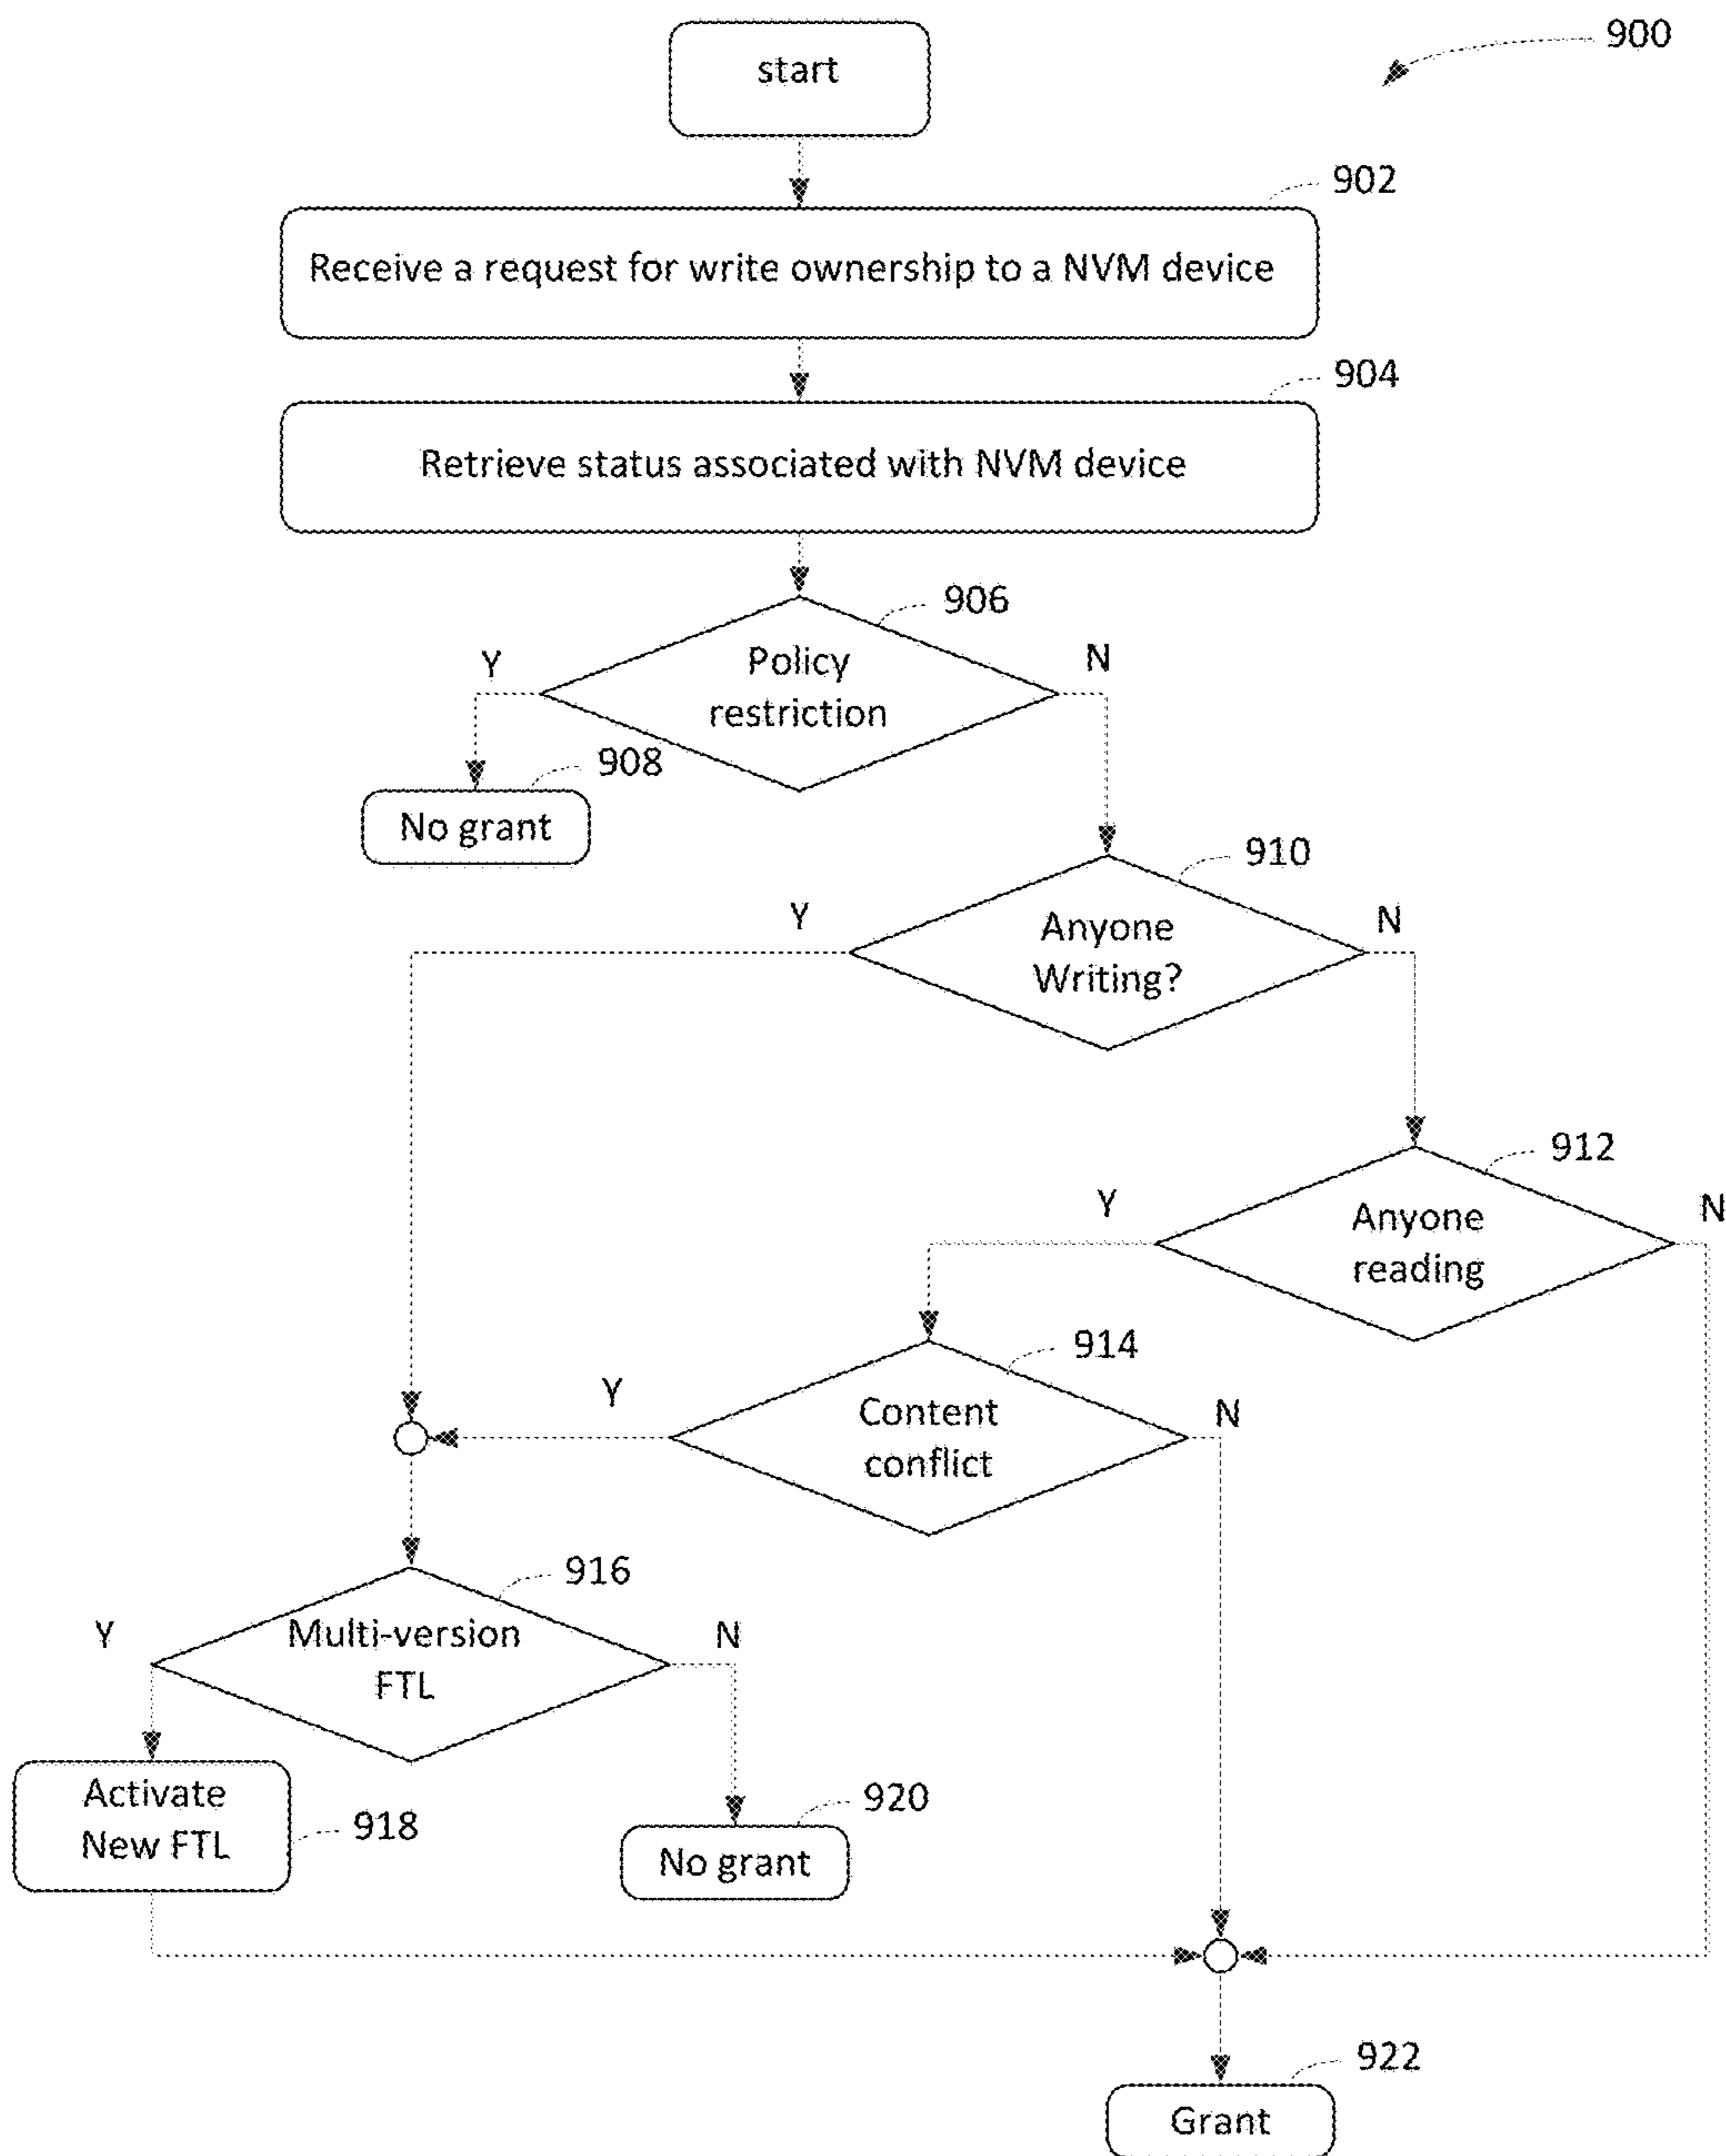 900
start
902
Receive a request for write ownership to a NVM device
904
Retrieve status associated with NVM device
906
Y
N
Policy
restriction
908
No grant
910
Y
N
Anyone
Writing?
912
Y
N
Anyone
reading
914
Y
N
Content
conflict
916
Y
N
Multi-version
FTL
Activate
New FTL
918
920
No grant
922
Grant